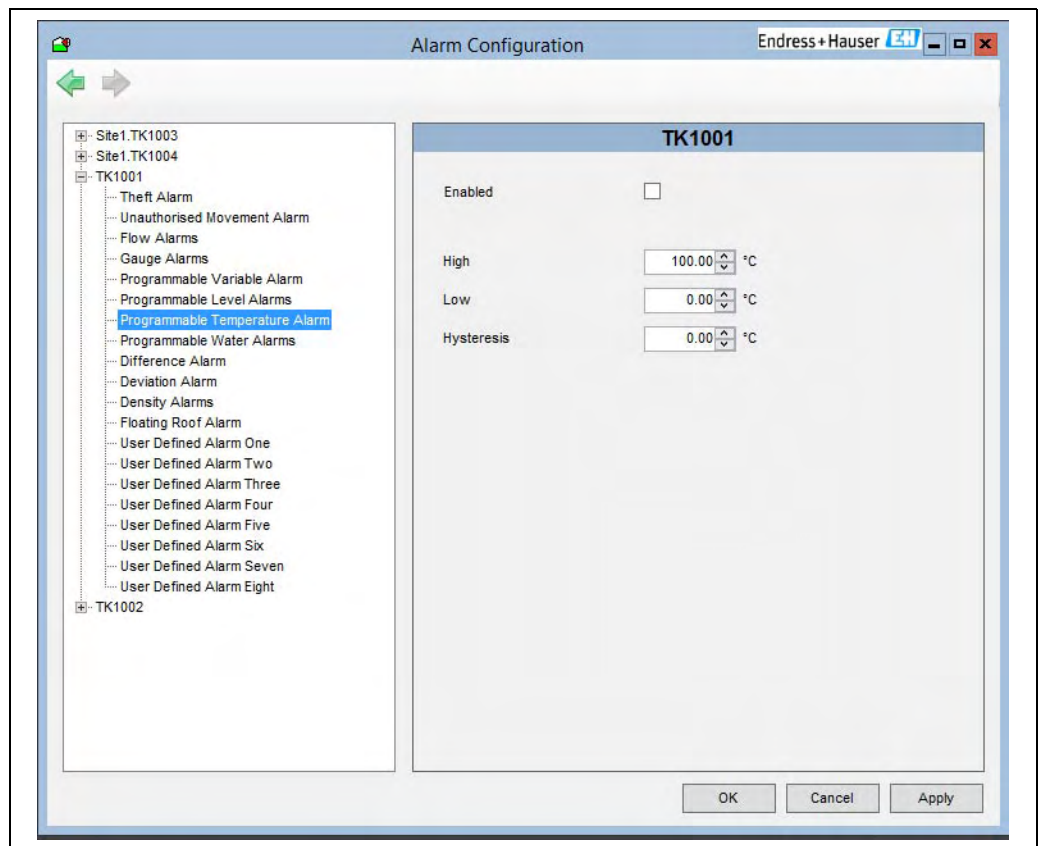 Alarm Configuration
Endress+Hauser EH
Site1.TK1003
Site1.TK1004
TK1001
Theft Alarm
Unauthorised Movement Alarm
Flow Alarms
Gauge Alarms
Programmable Variable Alarm
Programmable Level Alarms
Programmable Temperature Alarm
Programmable Water Alarms
Difference Alarm
Deviation Alarm
Density Alarms
Floating Roof Alarm
User Defined Alarm One
User Defined Alarm Two
User Defined Alarm Three
User Defined Alarm Four
User Defined Alarm Five
User Defined Alarm Six
User Defined Alarm Seven
User Defined Alarm Eight
TK1002
TK1001
Enabled
High 100.00 °C
Low 0.00 °C
Hysteresis 0.00 °C
OK Cancel Apply